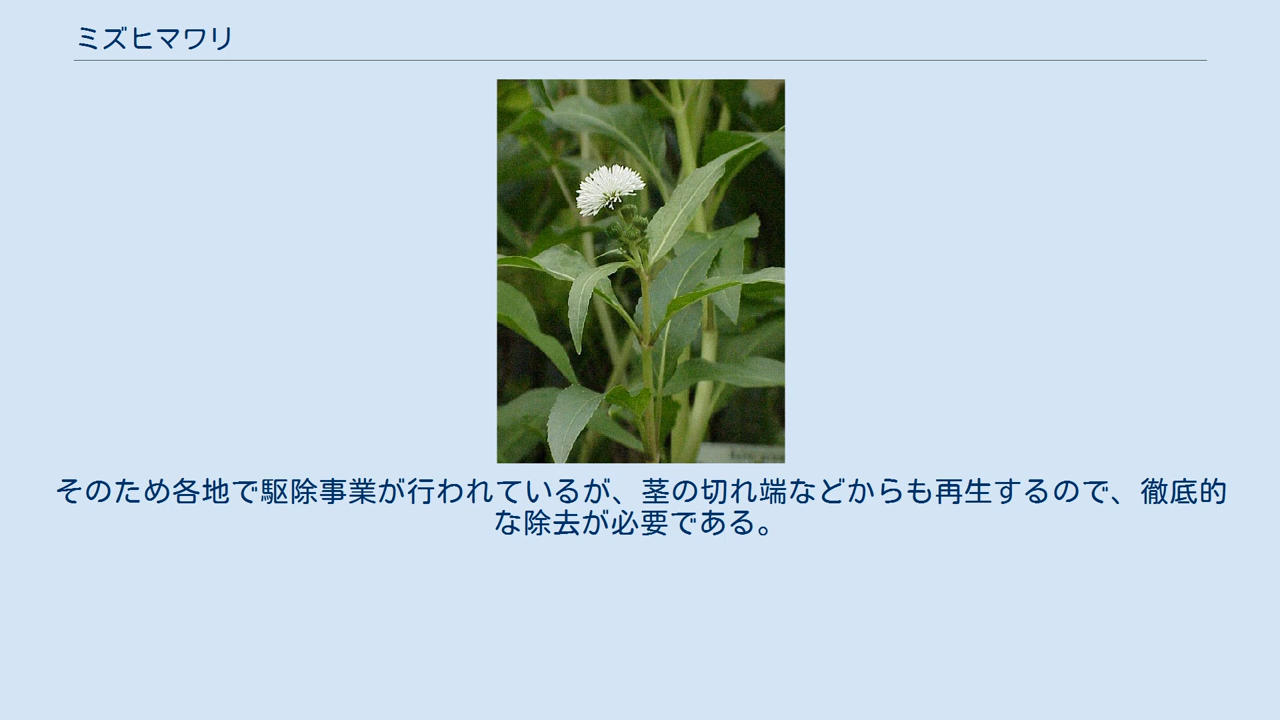 ミズヒマワリ
そのため各地で駆除事業が行われているが、茎の切れ端などからも再生するので、徹底的
な除去が必要である。